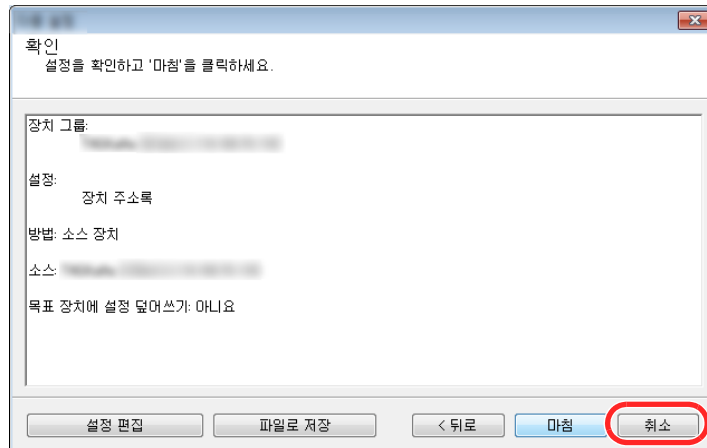 확인
설정을 확인하고 '마침'을 클릭하세요.
장치 그룹:
설정:
장치 주소록
방법: 소스 장치
소스:
목표 장치에 설정 덮어쓰기: 아니요
설정 편집
파일로 저장
< 뒤로
마침
취소